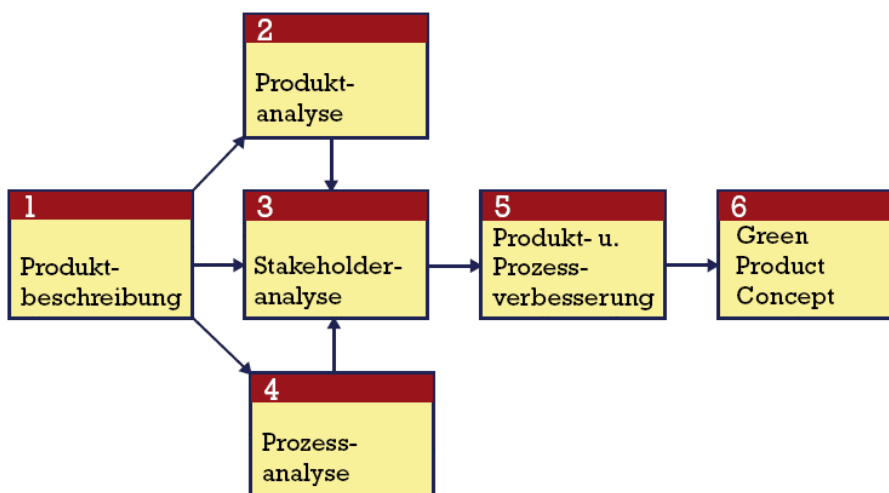 2
Produkt-
analyse
1
Produkt-
beschreibung
3
Stakeholder-
analyse
5
Produkt- u.
Prozess-
verbesserung
6
Green
Product
Concept
4
Prozess-
analyse